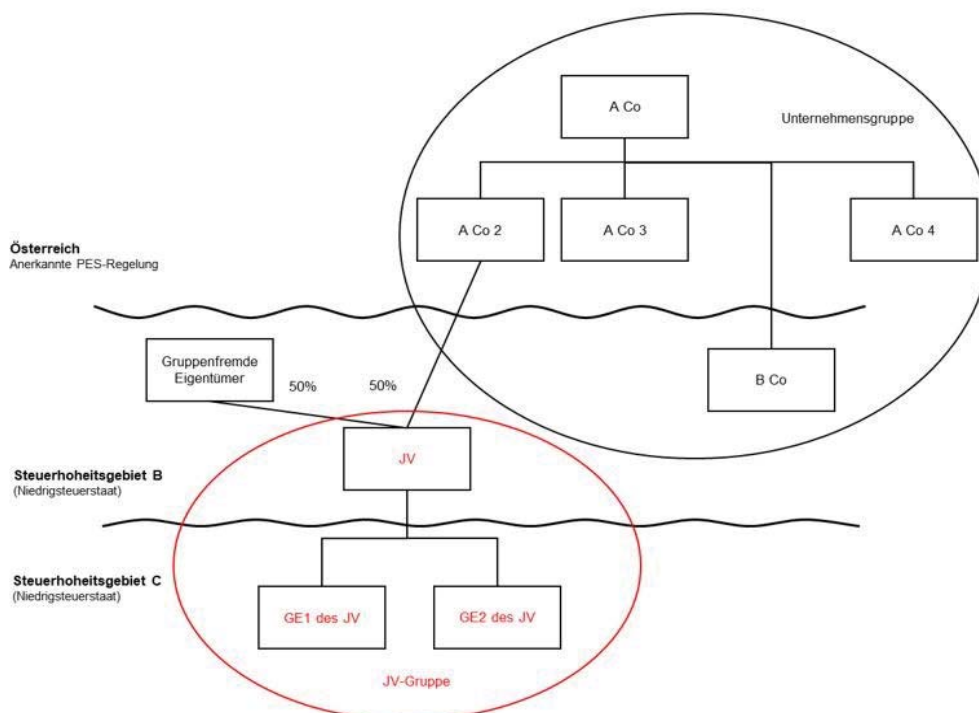 A Co
Unternehmensgruppe
A Co 2
A Co 3
A Co 4
Österreich
Anerkannte PES-Regelung
Gruppenfremde
Eigentümer
50%
50%
B Co
JV
Steuerhoheitsgebiet B
(Niedrigsteuerstaat)
Steuerhoheitsgebiet C
(Niedrigsteuerstaat)
GE1 des JV
GE2 des JV
JV-Gruppe